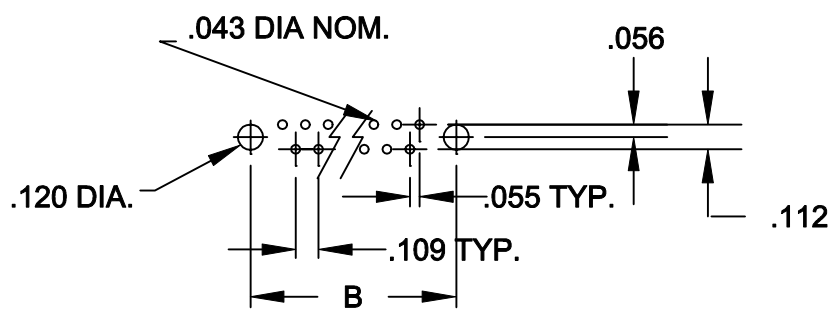 .043 DIA NOM.
.056
.120 DIA.
.055 TYP.
.112
.109 TYP.
B